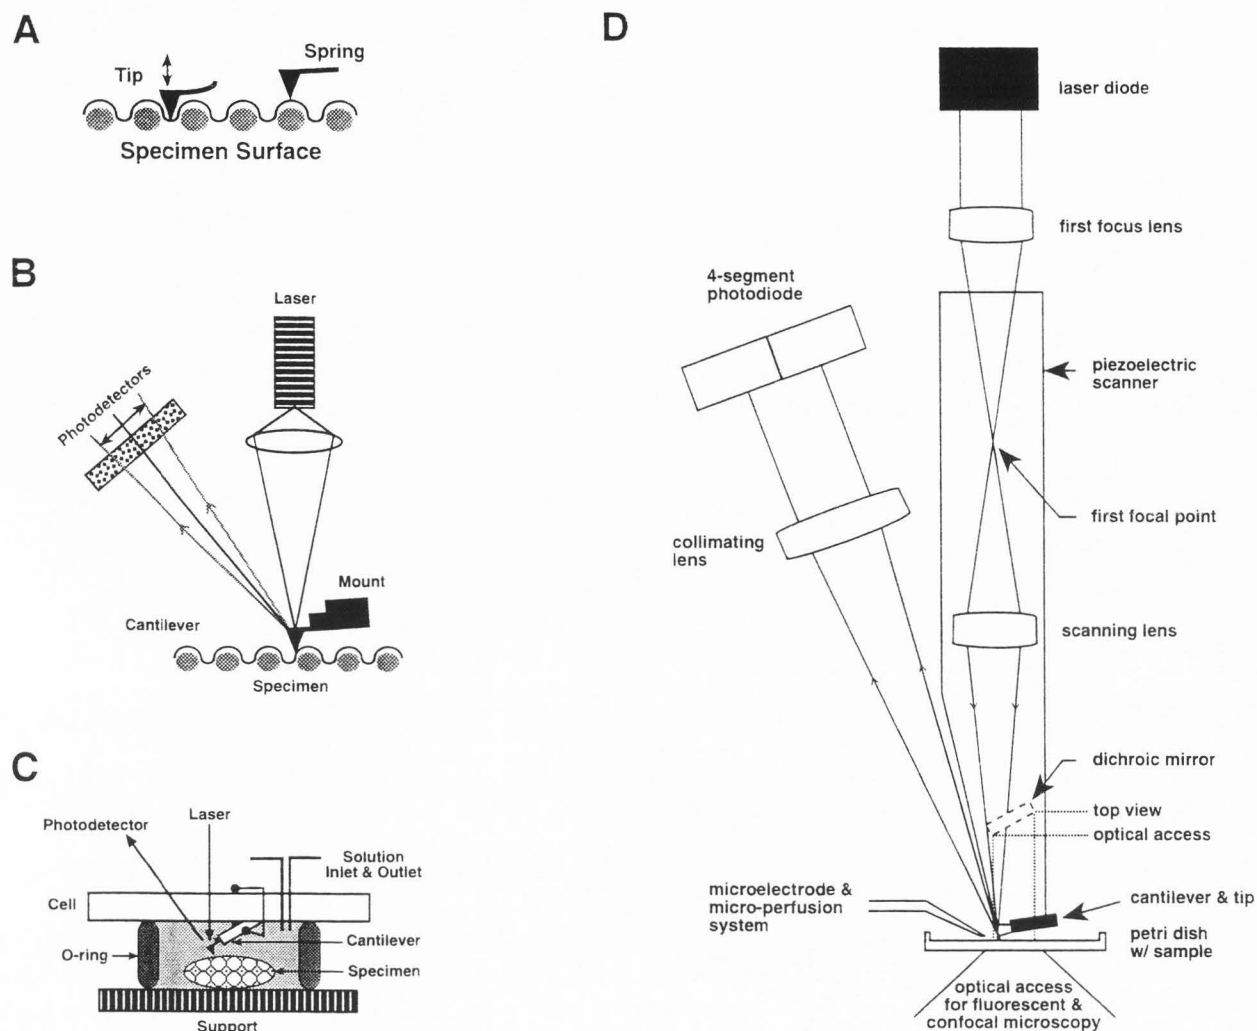 A
Tip
Spring
Specimen Surface
B
Laser
Photodetectors
Mount
Cantilever
Specimen
C
Laser
Photodetector
Solution
Inlet & Outlet
Cell
Cantilever
O-ring
Specimen
Support
D
laser diode
first focus lens
4-segment
photodiode
piezoelectric
scanner
first focal point
collimating
lens
scanning lens
dichroic mirror
top view
optical access
microelectrode &
micro-perfusion
system
cantilever & tip
petri dish
w/ sample
optical access
for fluorescent &
confocal microscopy